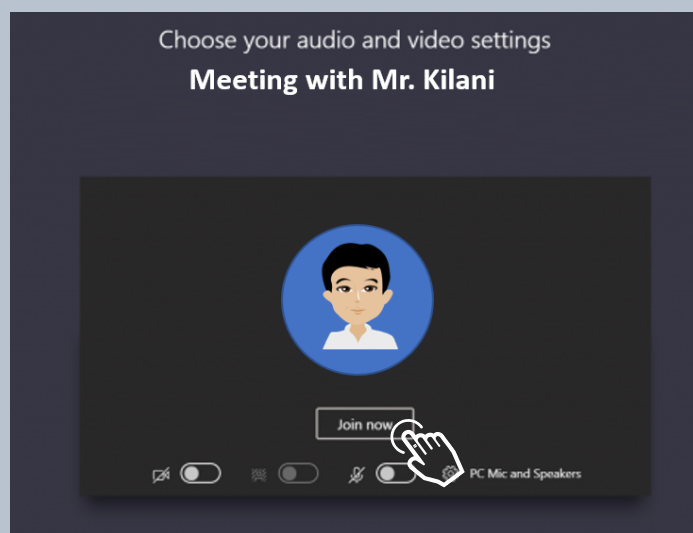 Choose your audio and video settings
Meeting with Mr. Kilani
Join now
PC Mic and Speakers